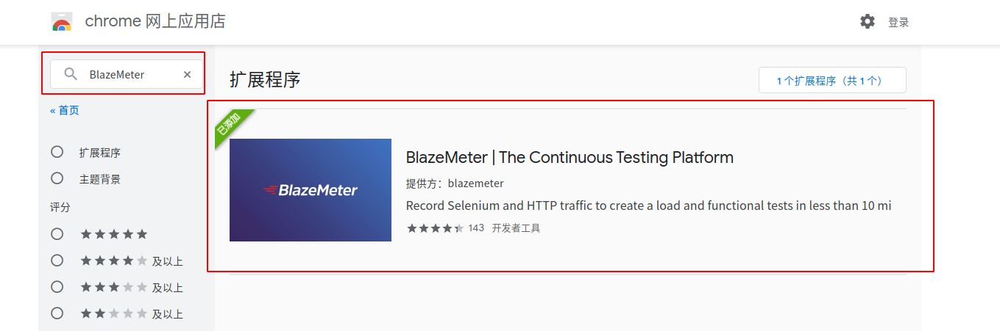 chrome 网上应用店
登录
BlazeMeter
扩展程序
1 个扩展程序（共 1 个）
« 首页
已添加
扩展程序
主题背景
评分
及以上
及以上
及以上
BlazeMeter
BlazeMeter | The Continuous Testing Platform
提供方：blazemeter
Record Selenium and HTTP traffic to create a load and functional tests in less than 10 mi
143 开发者工具